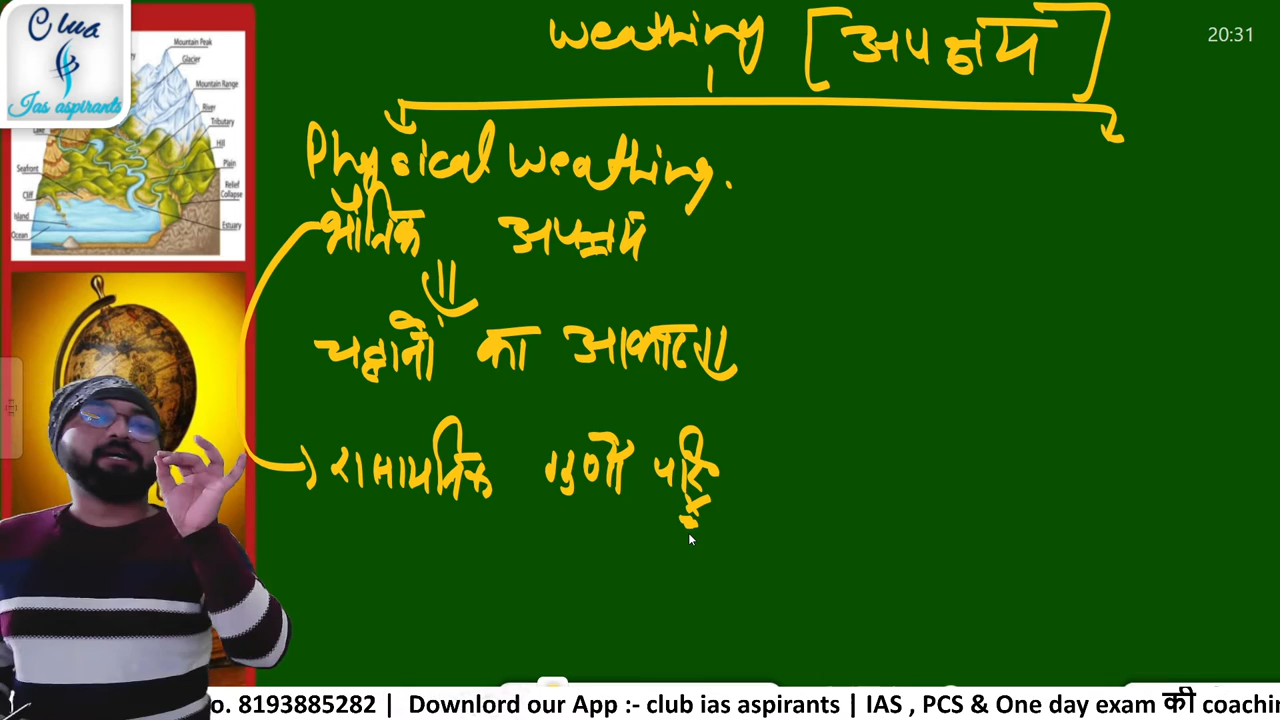 Clua
Ias aspirants
Mountain Peak
Glacier
Mountain Range
River
Tributary
Hill
Plain
Relief
Collapse
Estuary
Lake
Seafront
Cliff
Island
Ocean
20:31
weathing [अपक्षय]
Physical weathing.
भौतिक अपक्षय
चट्टानों का आकार
रासायनिक गुणों परि
o. 8193885282 | Downlord our App :- club ias aspirants | IAS , PCS & One day exam की coachi